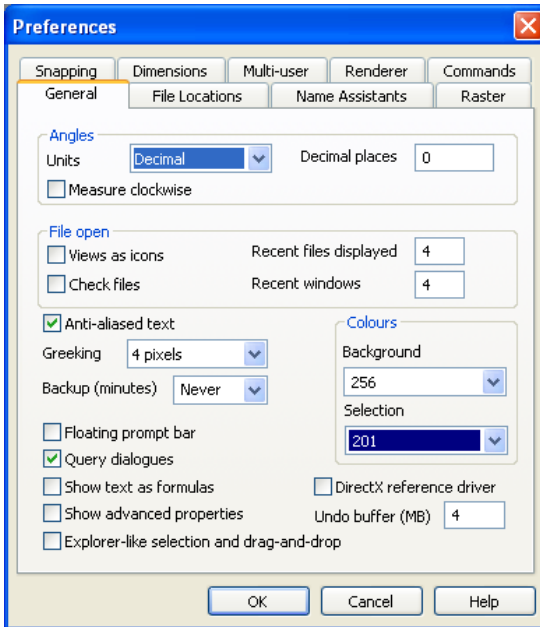 Preferences
Snapping Dimensions Multi-user Renderer Commands
General File Locations Name Assistants Raster
Angles
Units Decimal Decimal places 0
Measure clockwise
File open
Views as icons Recent files displayed 4
Check files Recent windows 4
Anti-aliased text Colours
Greeking 4 pixels Background
256
Backup (minutes) Never
Selection
201
Floating prompt bar
Query dialogues
Show text as formulas DirectX reference driver
Show advanced properties Undo buffer (MB) 4
Explorer-like selection and drag-and-drop
OK Cancel Help